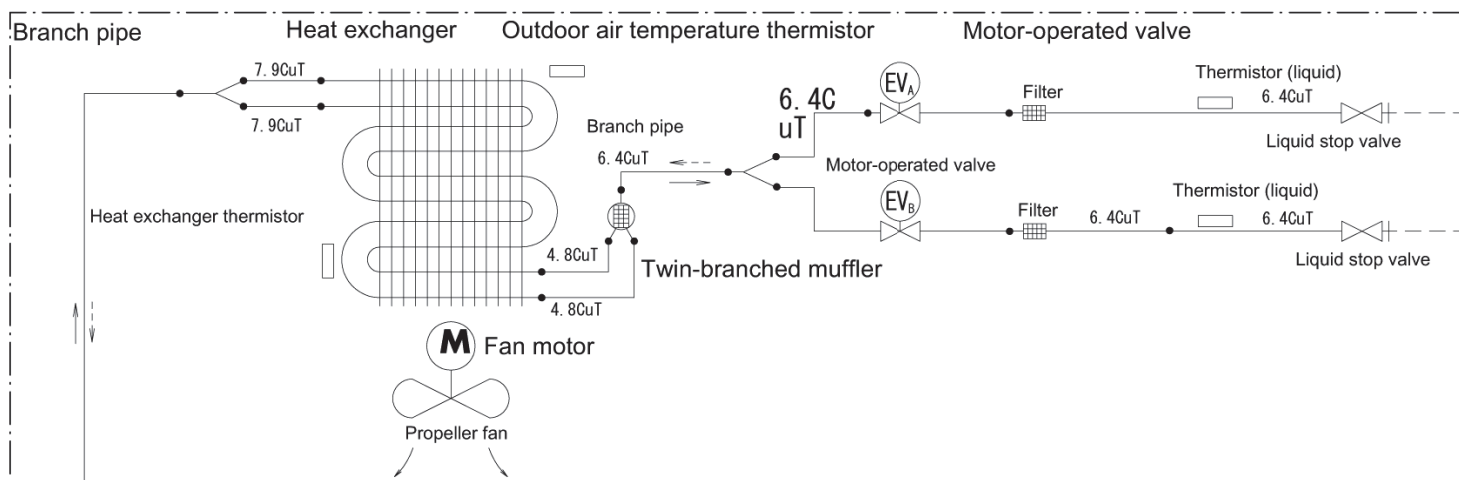 Branch pipe
Heat exchanger
Outdoor air temperature thermistor
Motor-operated valve
7.9CuT
7.9CuT
EVA
Filter
Thermistor (liquid)
6.4CuT
Liquid stop valve
6.4C
uT
Branch pipe
6.4CuT
Motor-operated valve
EVB
Filter
6.4CuT
Thermistor (liquid)
6.4CuT
Liquid stop valve
Heat exchanger thermistor
4.8CuT
Twin-branched muffler
4.8CuT
M
Fan motor
Propeller fan